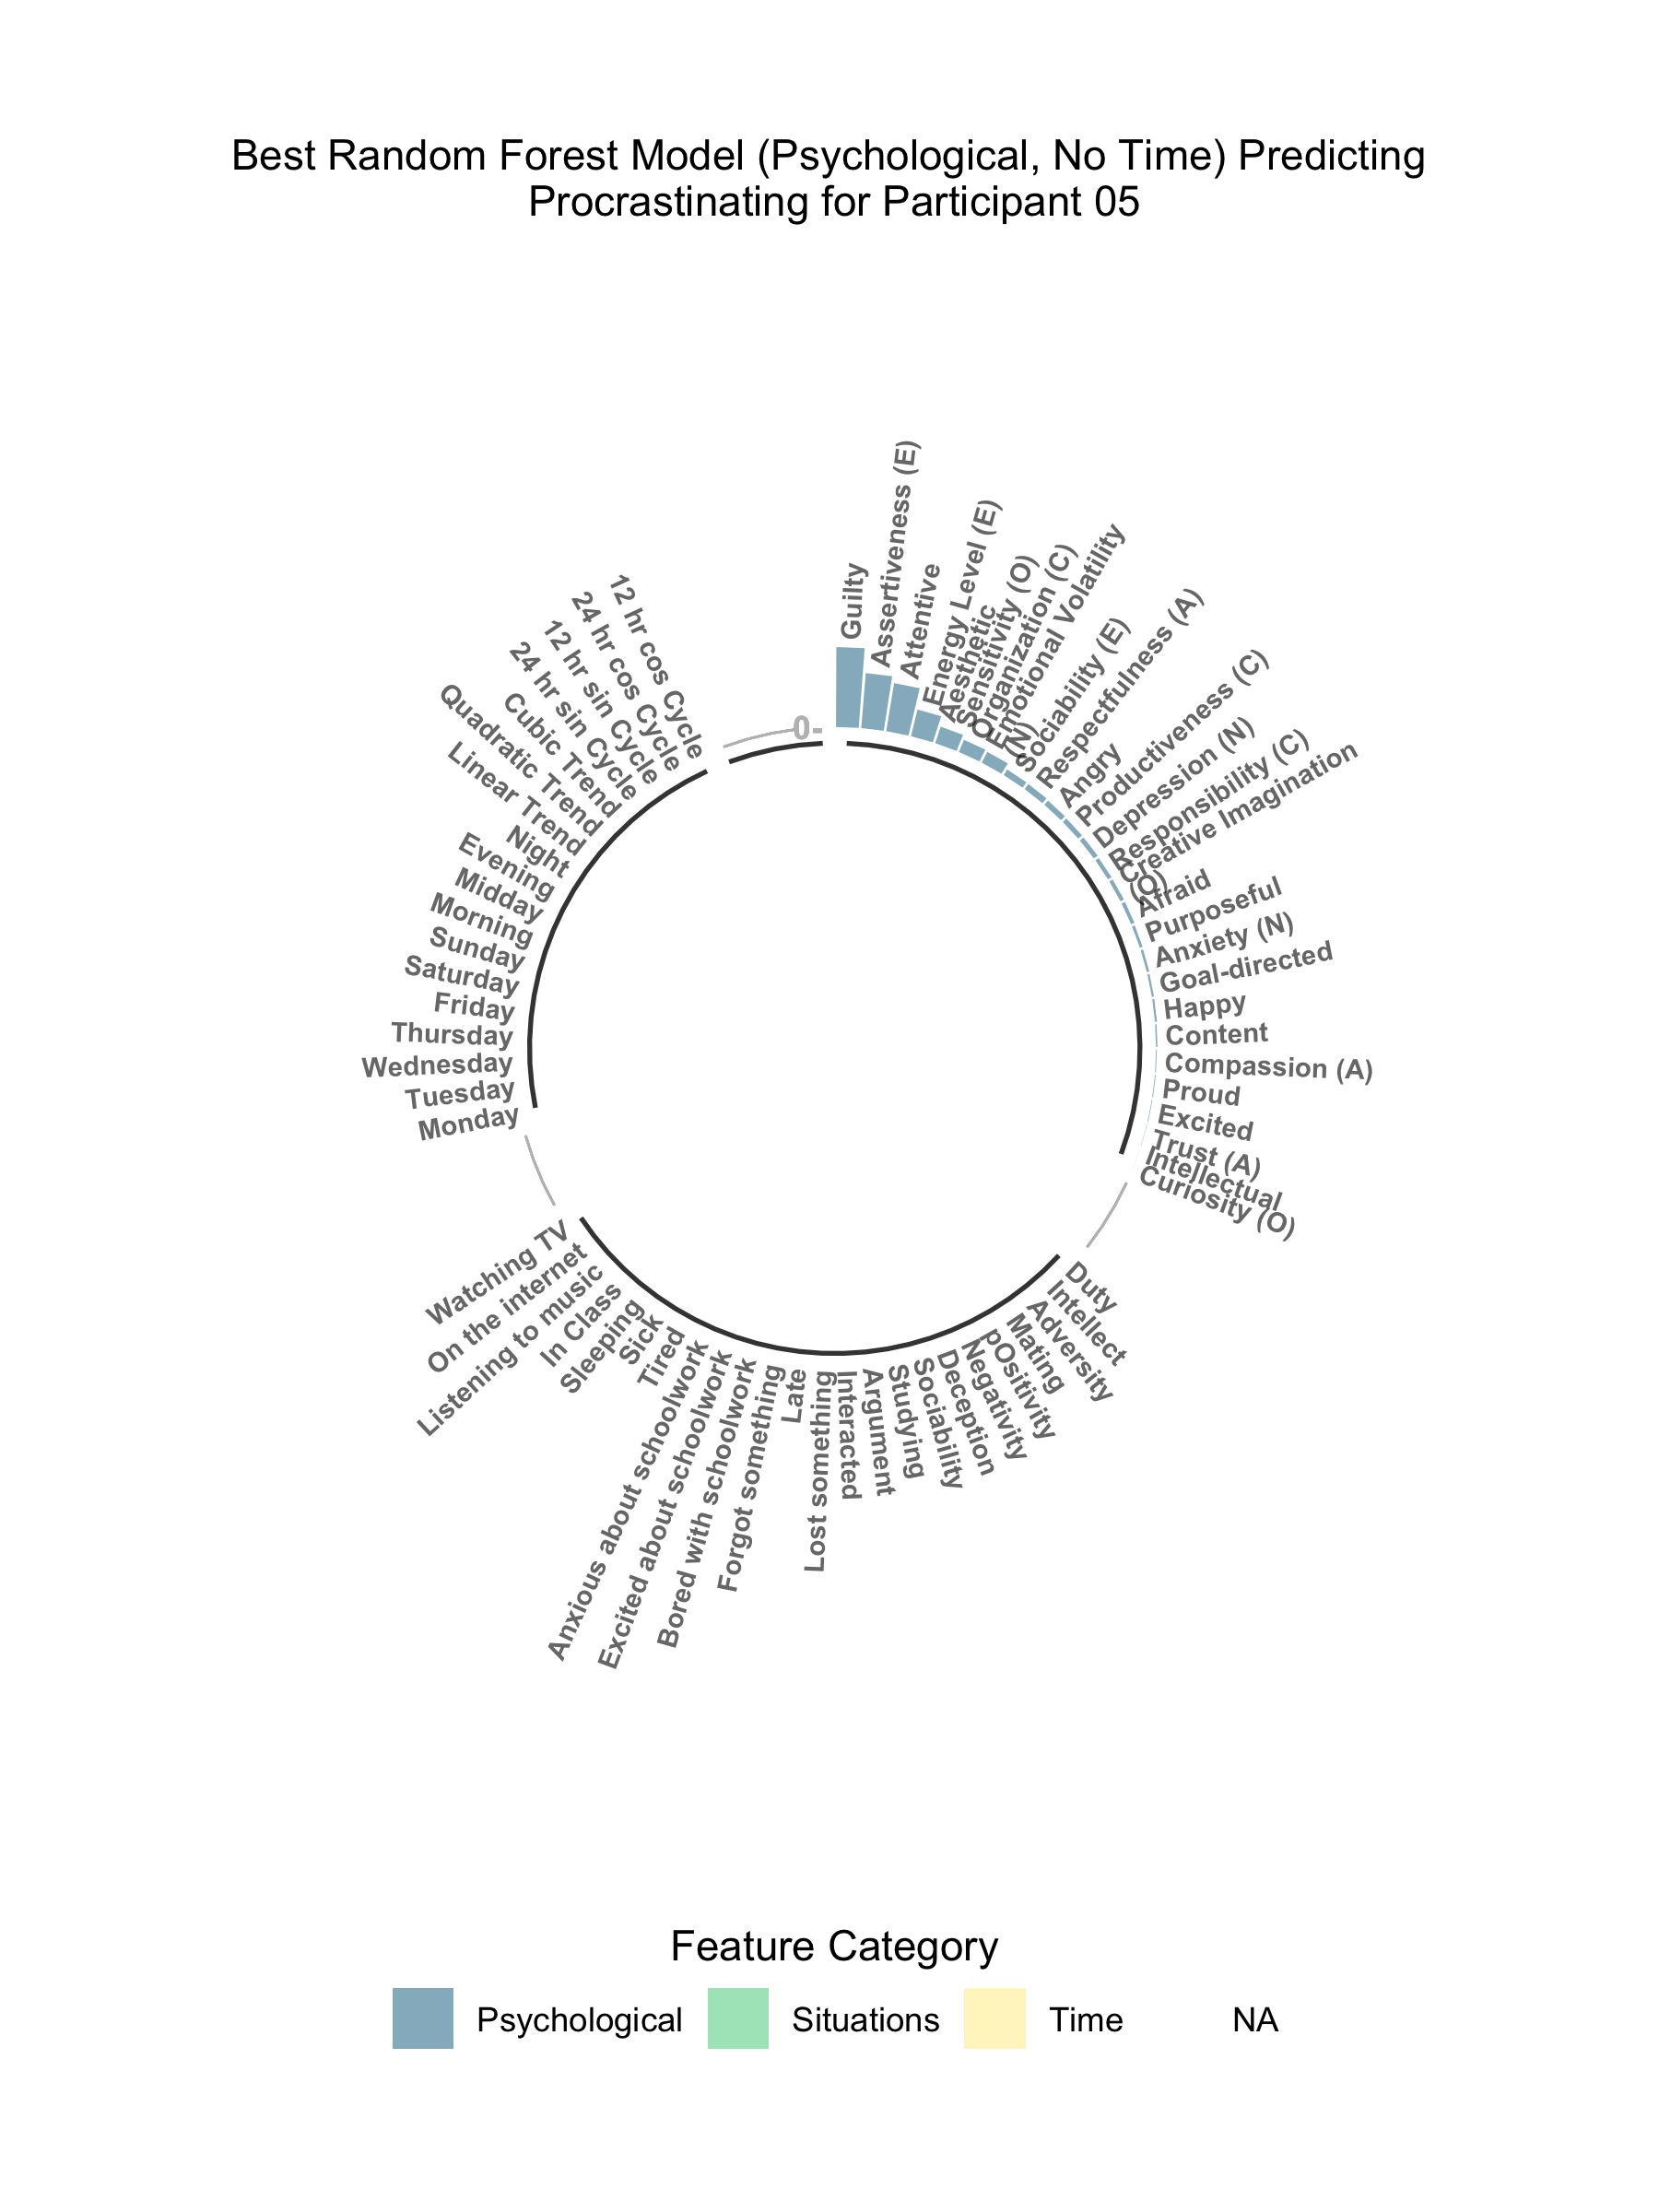 Best Random Forest Model (Psychological, No Time) Predicting
Procrastinating for Participant 05
0-
Guilty
Assertiveness (E)
Attentive
Energy Level (E)
Aesthetic
Sensitivity (O)
Organization (C)
Emotional Volatility
(N)
Sociability (E)
Respectfulness (A)
Angry
Productiveness (C)
Depression (N)
Responsibility (C)
Creative Imagination
(O)
Afraid
Purposeful
Anxiety (N)
Goal-directed
Happy
Content
Compassion (A)
Proud
Excited
Trust (A)
Intellectual
Curiosity (O)
Duty
Intellect
Adversity
Mating
pOsitivity
Negativity
Deception
Sociability
Studying
Argument
Interacted
Lost something
Late
Forgot something
Bored with schoolwork
Excited about schoolwork
Anxious about schoolwork
Tired
Sick
Sleeping
In Class
Listening to music
On the internet
Watching TV
Monday
Tuesday
Wednesday
Thursday
Friday
Saturday
Sunday
Morning
Midday
Evening
Night
Linear Trend
Quadratic Trend
Cubic Trend
24 hr sin Cycle
12 hr sin Cycle
24 hr cos Cycle
12 hr cos Cycle
Feature Category
Psychological
Situations
Time
NA